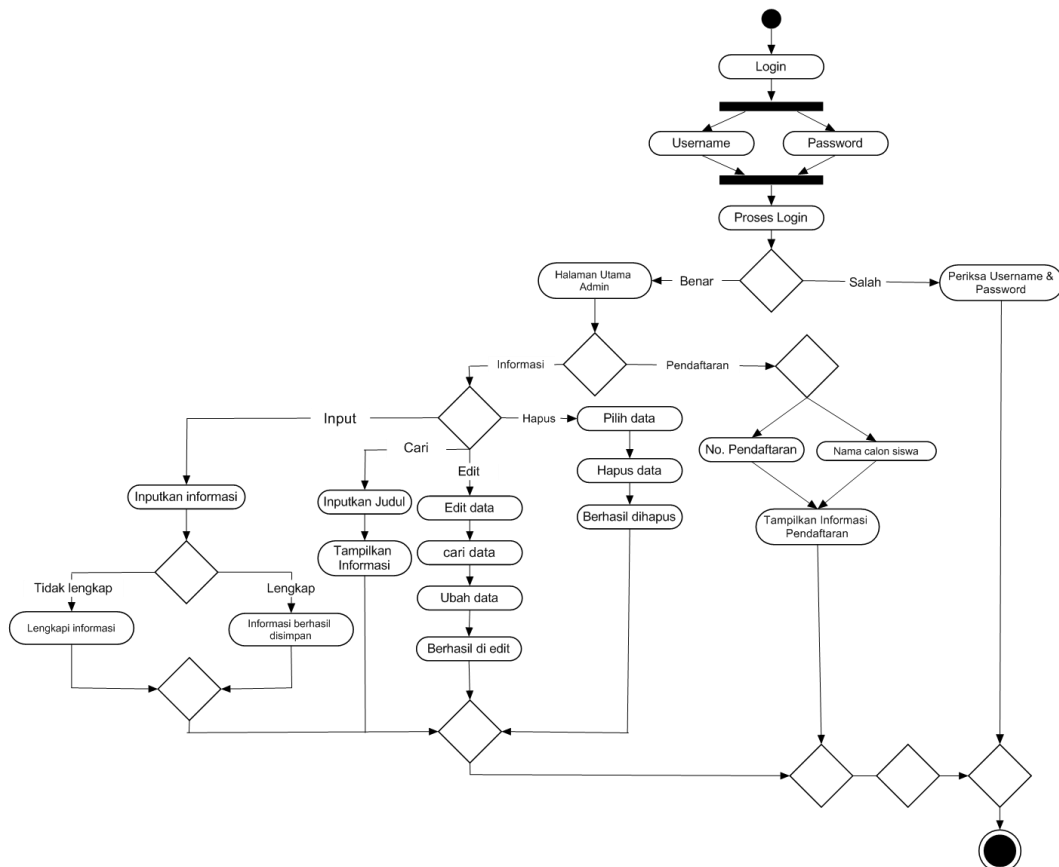 Login
Username
Password
Proses Login
Halaman Utama
Admin
Benar
Salah
Periksa Username &
Password
Informasi
Pendaftaran
Input
Cari
Edit
Hapus
Pilih data
No. Pendaftaran
Nama calon siswa
Hapus data
Inputkan informasi
Inputkan Judul
Edit data
Berhasil dihapus
Tampilkan Informasi
Pendaftaran
Tampilkan
Informasi
cari data
Tidak lengkap
Lengkap
Ubah data
Lengkapi informasi
Informasi berhasil
disimpan
Berhasil di edit